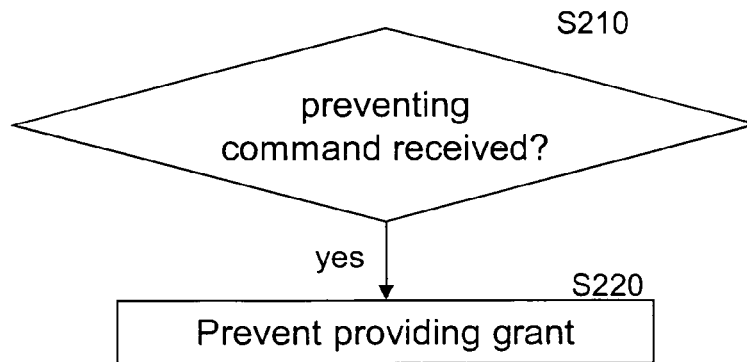 S210
preventing
command received?
yes
S220
Prevent providing grant